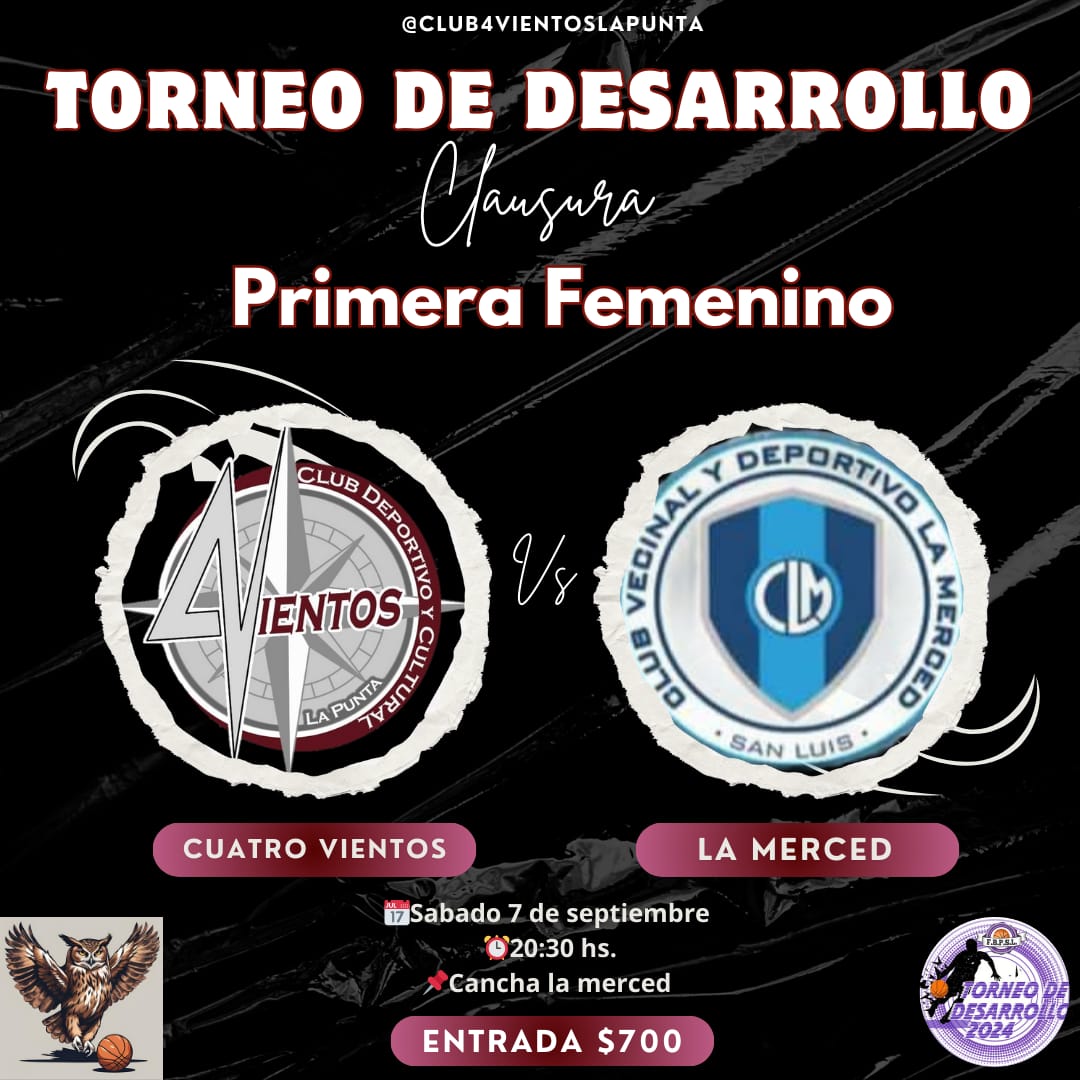 @CLUB4VIENTOSLAPUNTA
TORNEO DE DESARROLLO
Clausura
Primera Femenino
CLUB DEPORTIVO Y CULTURAL
4VIENTOS
LA PUNTA
Vs
CLUB VECINAL Y DEPORTIVO LA MERCED
CLM
· SAN LUIS ·
CUATRO VIENTOS
LA MERCED
JUL
17
Sabado 7 de septiembre
20:30 hs.
Cancha la merced
ENTRADA $700
F.B.P.S.L.
TORNEO DE
DESARROLLO
2024